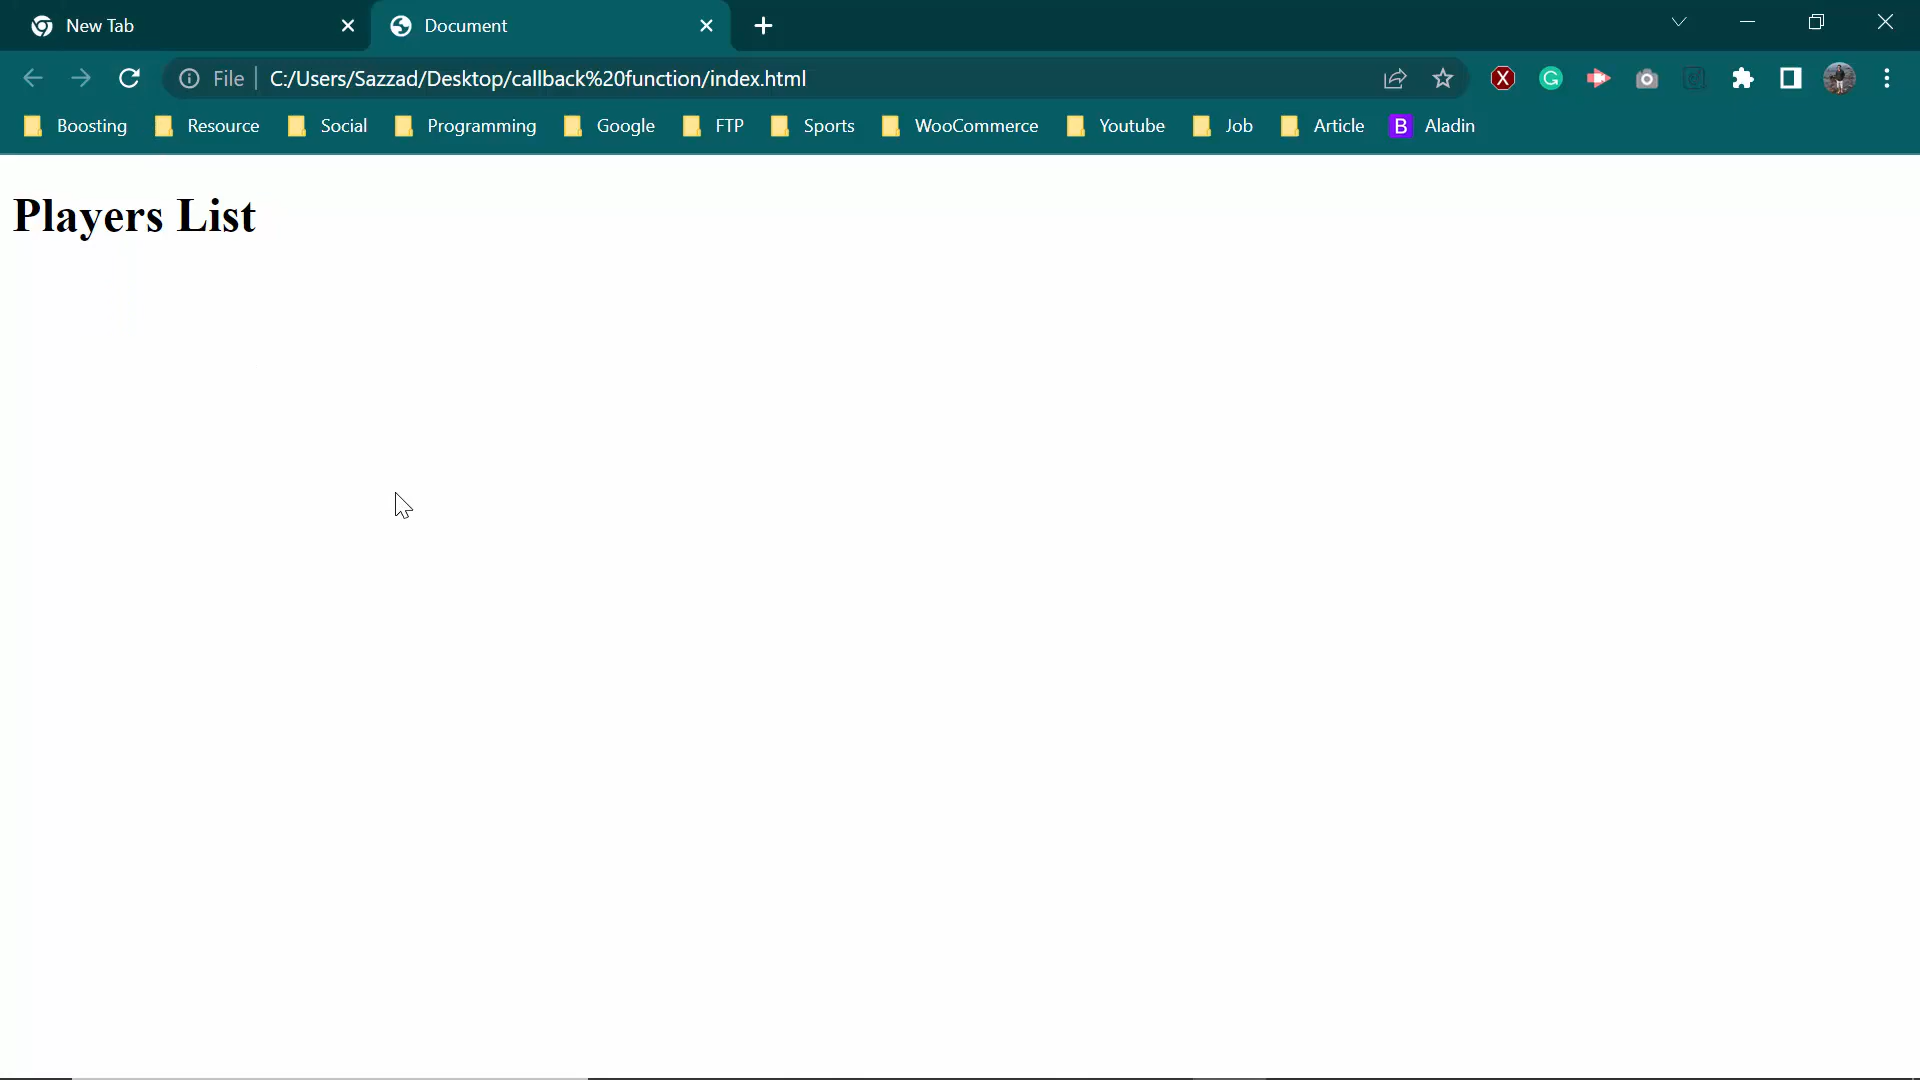 New Tab
Document
File
C:/Users/Sazzad/Desktop/callback%20function/index.html
Boosting
Resource
Social
Programming
Google
FTP
Sports
WooCommerce
Youtube
Job
Article
B
Aladin
Players List